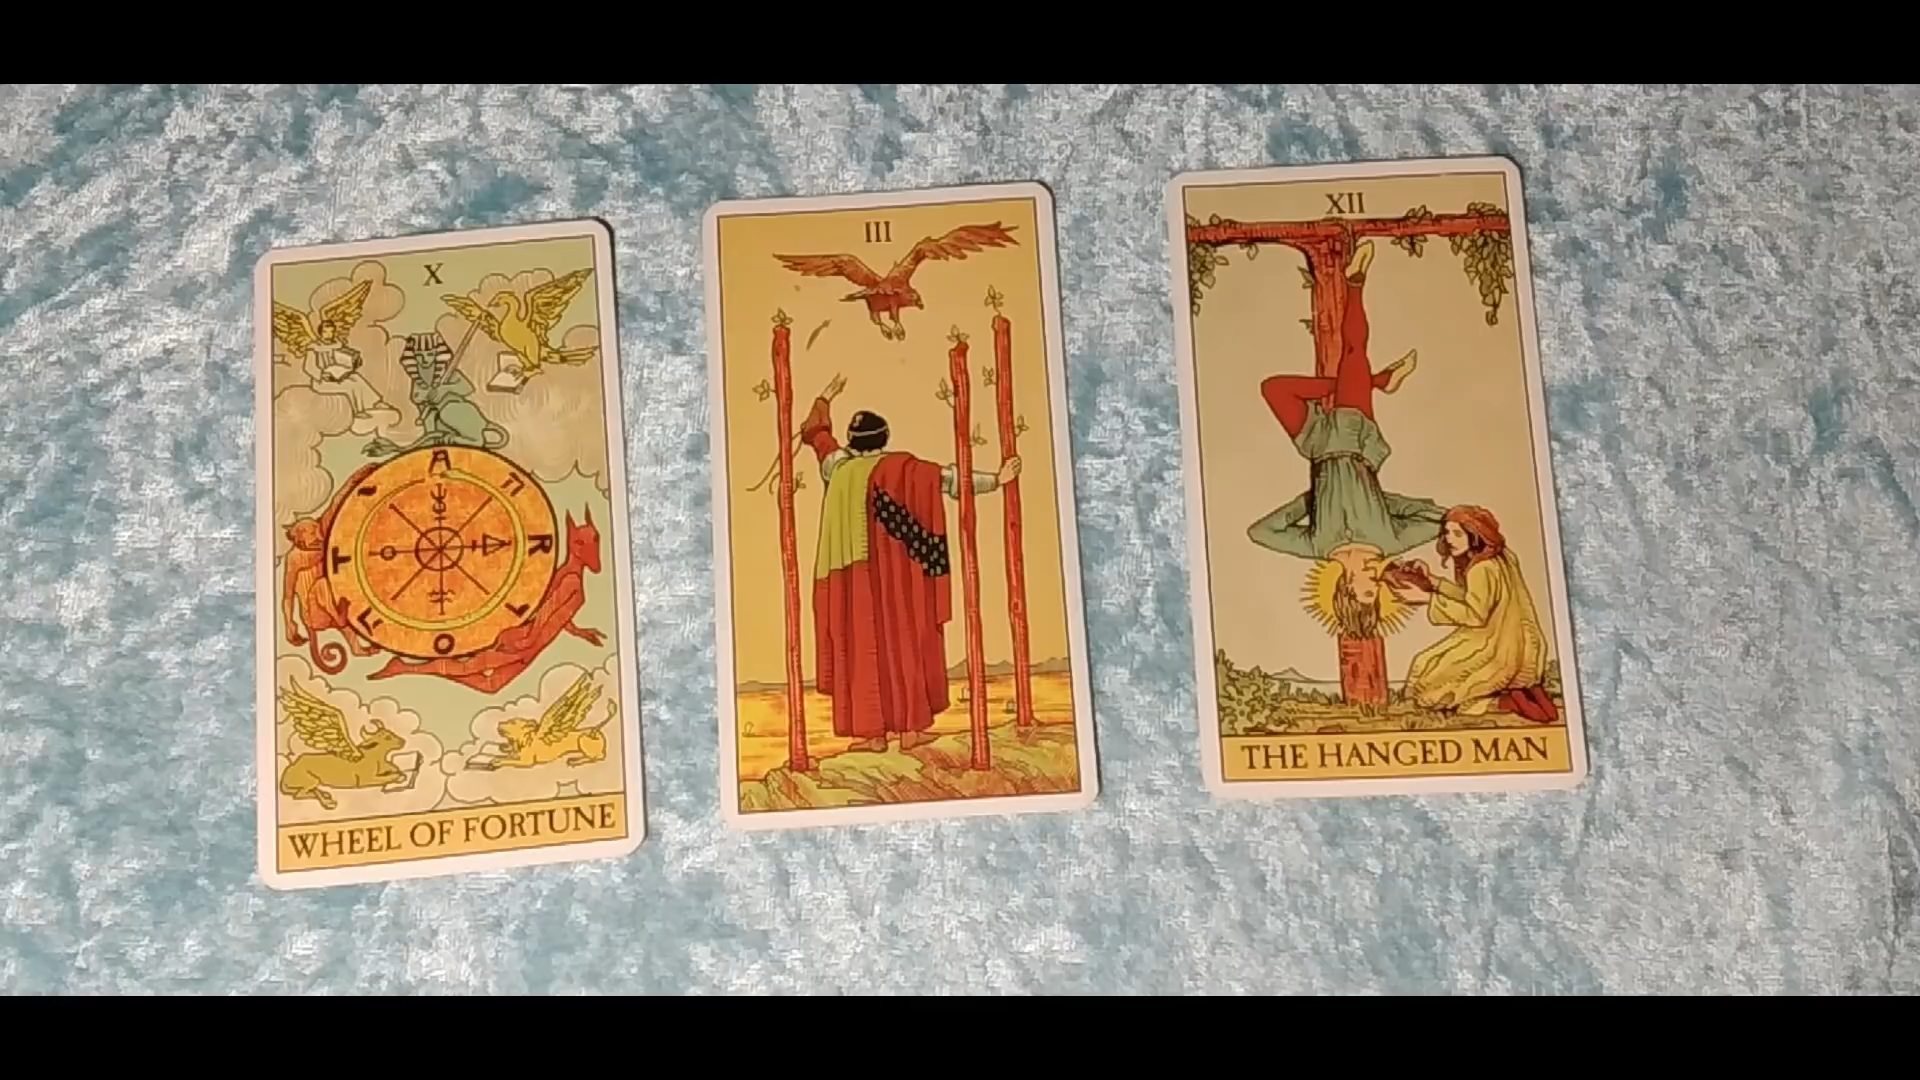 X
A
ה
R
ו
O
T
WHEEL OF FORTUNE
III
XII
THE HANGED MAN